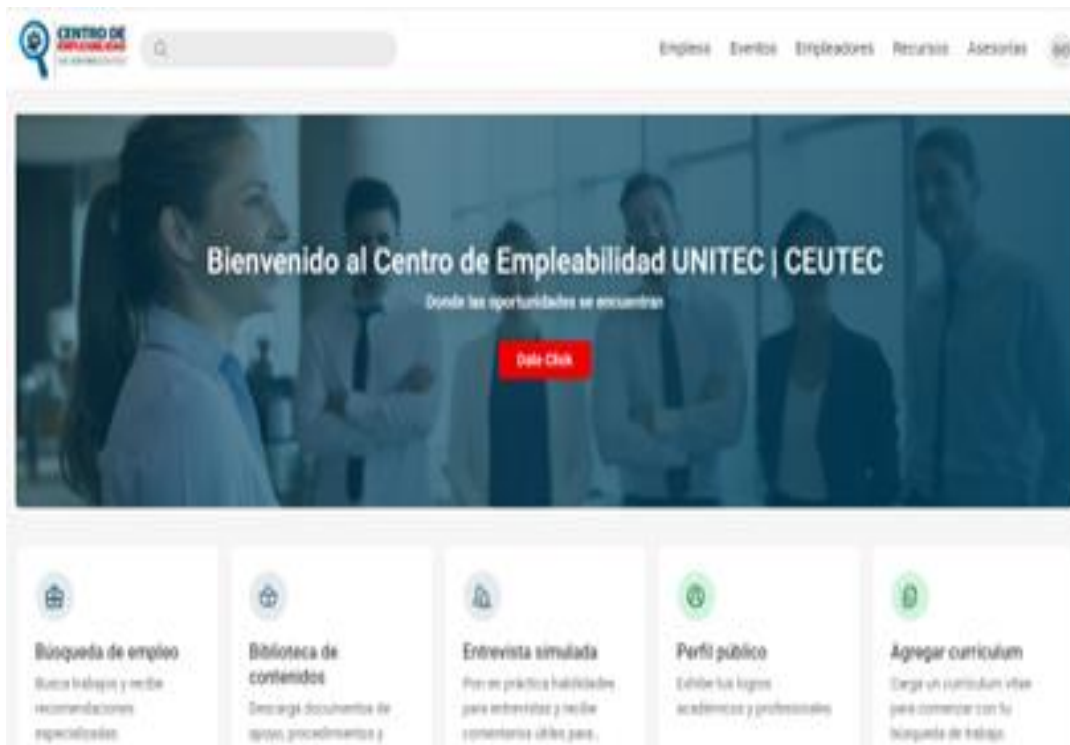 CENTRO DE
EMPLEABILIDAD
Empleos Eventos Empleadores Recursos Asesorías
Bienvenido al Centro de Empleabilidad UNITEC | CEUTEC
Donde las oportunidades se encuentran
Dale Click
Búsqueda de empleo
Busca trabajos y recibe
recomendaciones
especializadas
Biblioteca de
contenidos
Descarga documentos de
apoyo, procedimientos y
Entrevista simulada
Pon en práctica habilidades
para entrevistas y recibe
comentarios útiles para...
Perfil público
Exhibe tus logros
académicos y profesionales
Agregar curriculum
Carga un curriculum vitae
para comenzar con tu
búsqueda de trabajo